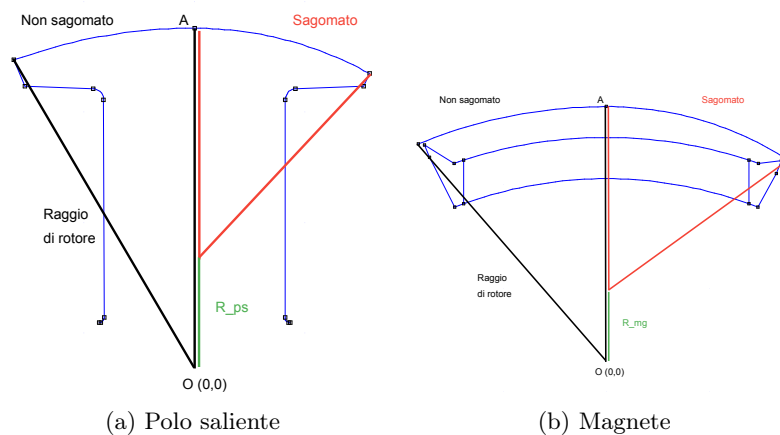 Non sagomato
A
Sagomato
Raggio
di rotore
R_ps
O (0,0)
(a) Polo saliente
Non sagomato
A
Sagomato
Raggio
di rotore
R_mg
O (0,0)
(b) Magnete